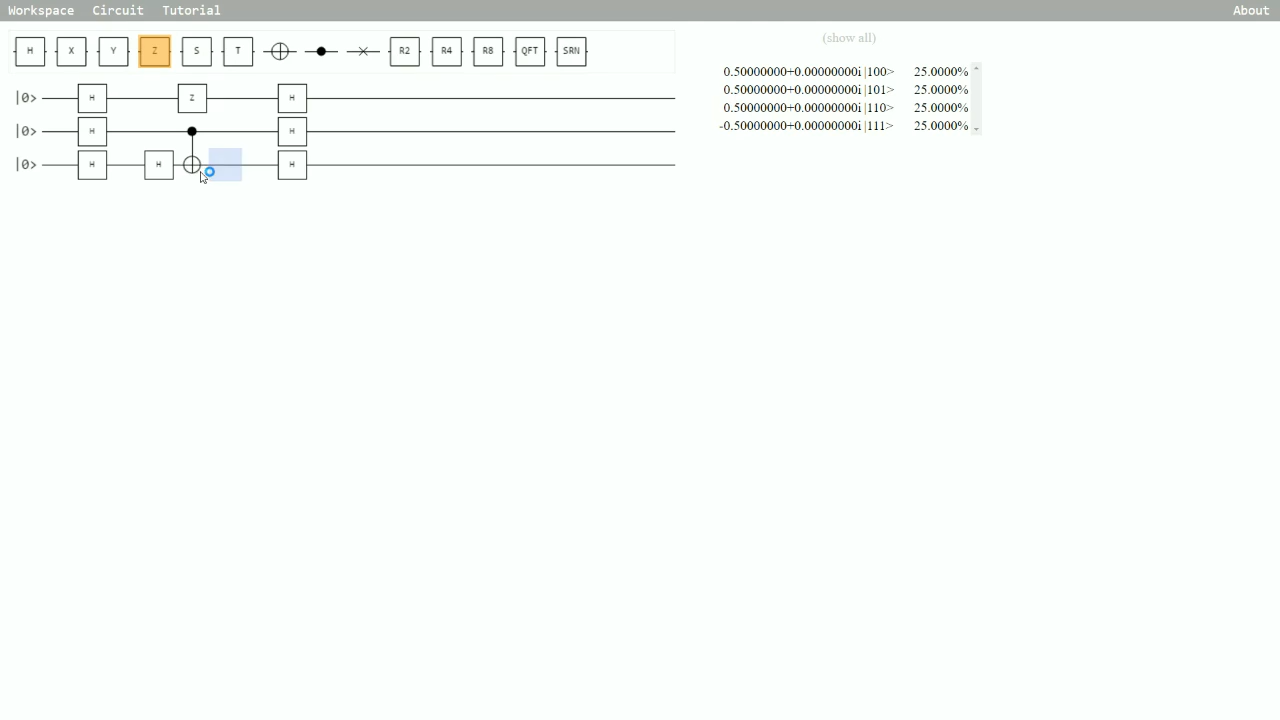 Workspace Circuit Tutorial About
H X Y Z S T R2 R4 R8 QFT SRN
(show all)
0.50000000+0.00000000i |100> 25.0000%
0.50000000+0.00000000i |101> 25.0000%
0.50000000+0.00000000i |110> 25.0000%
-0.50000000+0.00000000i |111> 25.0000%
|0> H Z H
|0> H H
|0> H H H